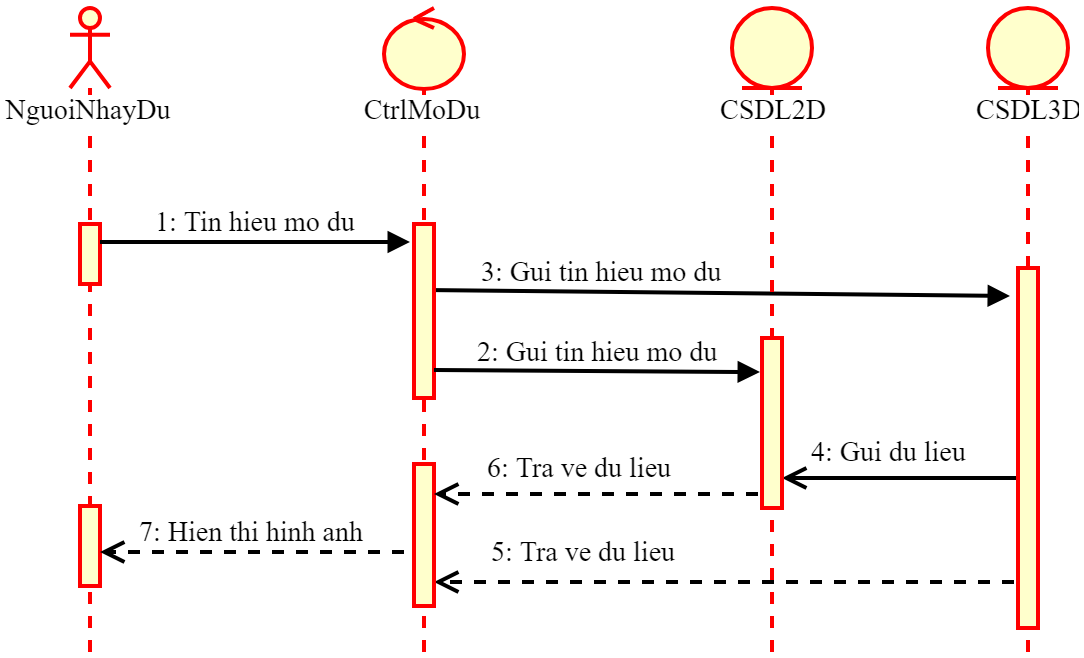 NguoiNhayDu
CtrlMoDu
CSDL2D
CSDL3D
1: Tin hieu mo du
3: Gui tin hieu mo du
2: Gui tin hieu mo du
4: Gui du lieu
6: Tra ve du lieu
7: Hien thi hinh anh
5: Tra ve du lieu